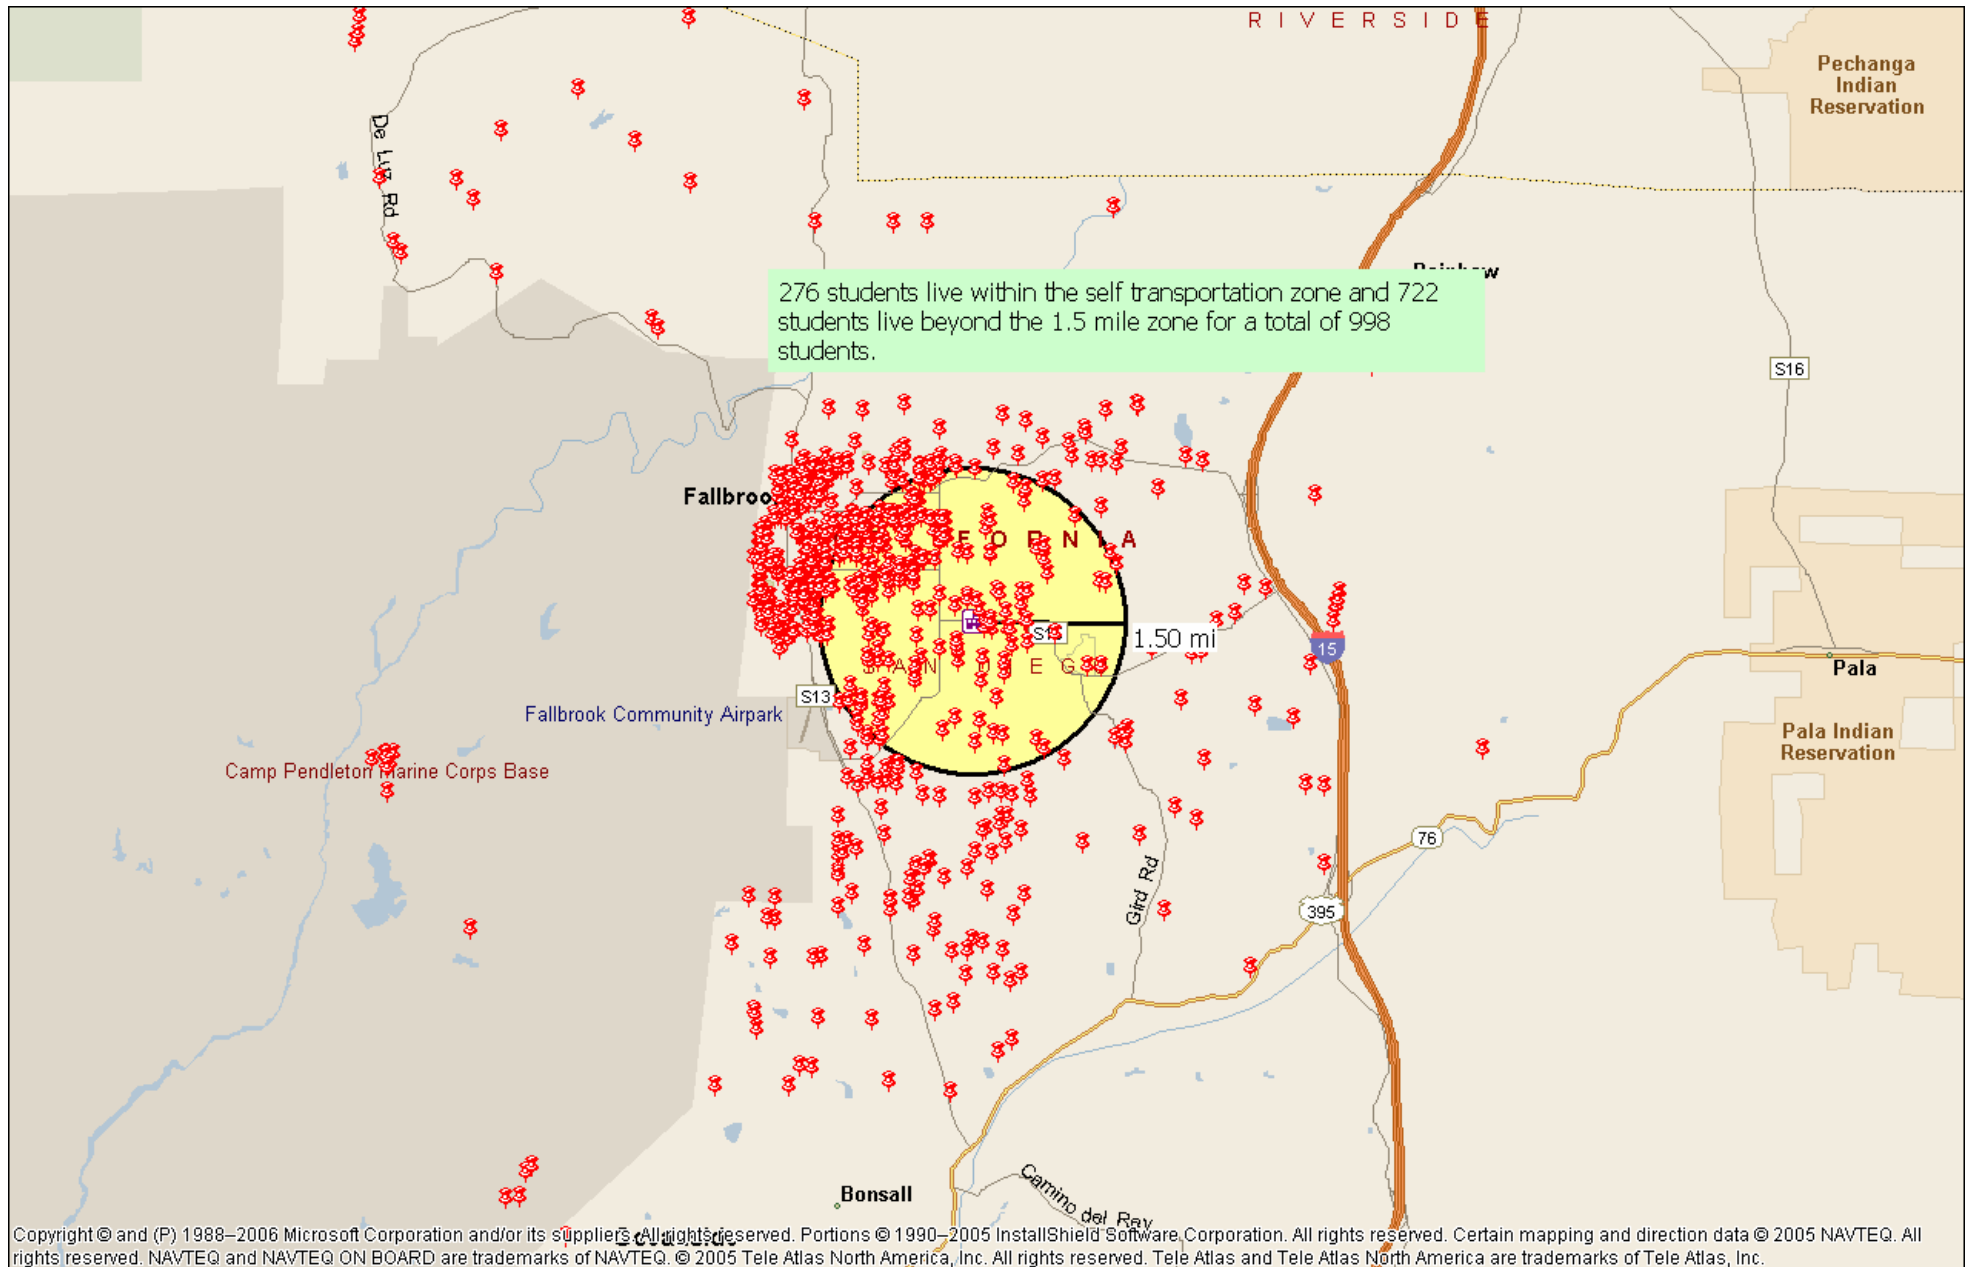 RIVERSIDE
Pechanga
Indian
Reservation
De Luz Rd
276 students live within the self transportation zone and 722
students live beyond the 1.5 mile zone for a total of 998
students.
S16
1.50 mi
15
Pala
S13
Fallbrook Community Airpark
Pala Indian
Reservation
Camp Pendleton Marine Corps Base
76
Gird Rd
395
Bonsall
Camino del Rey
Copyright © and (P) 1988–2006 Microsoft Corporation and/or its suppliers. All rights reserved. Portions © 1990–2005 InstallShield Software Corporation. All rights reserved. Certain mapping and direction data © 2005 NAVTEQ. All
rights reserved. NAVTEQ and NAVTEQ ON BOARD are trademarks of NAVTEQ. © 2005 Tele Atlas North America, Inc. All rights reserved. Tele Atlas and Tele Atlas North America are trademarks of Tele Atlas, Inc.